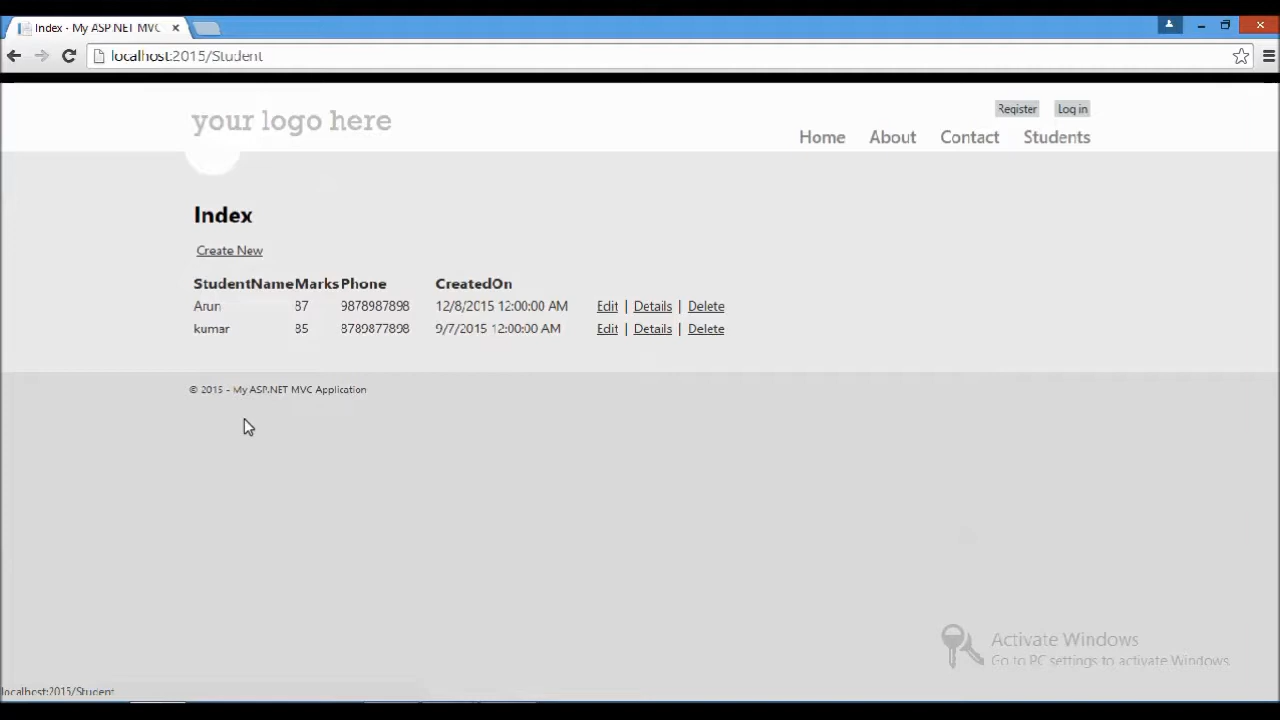 Index - My ASP.NET MVC
localhost:2015/Student
your logo here
Register Log in
Home About Contact Students
Index
Create New
StudentName Marks Phone CreatedOn
Arun 87 9878987898 12/8/2015 12:00:00 AM Edit | Details | Delete
kumar 85 8789877898 9/7/2015 12:00:00 AM Edit | Details | Delete
© 2015 - My ASP.NET MVC Application
Activate Windows
Go to PC settings to activate Windows.
localhost:2015/Student